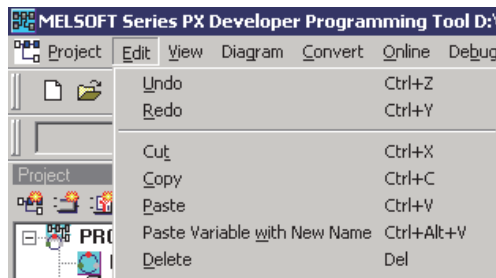 MELSOFT Series PX Developer Programming Tool D:\
Project Edit View Diagram Convert Online Debug
Undo Ctrl+Z
Redo Ctrl+Y
Cut Ctrl+X
Copy Ctrl+C
Project
Paste Ctrl+V
Paste Variable with New Name Ctrl+Alt+V
Delete Del